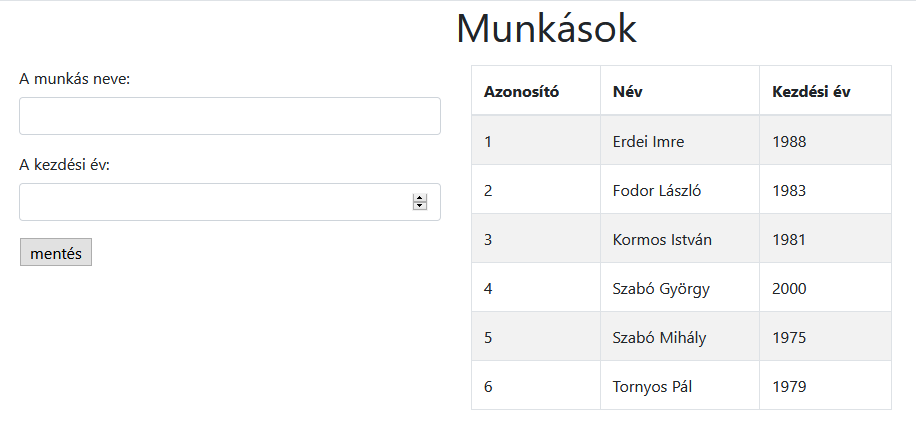 Munkások
A munkás neve:
A kezdési év:
mentés
Azonosító Név Kezdési év
1 Erdei Imre 1988
2 Fodor László 1983
3 Kormos István 1981
4 Szabó György 2000
5 Szabó Mihály 1975
6 Tornyos Pál 1979